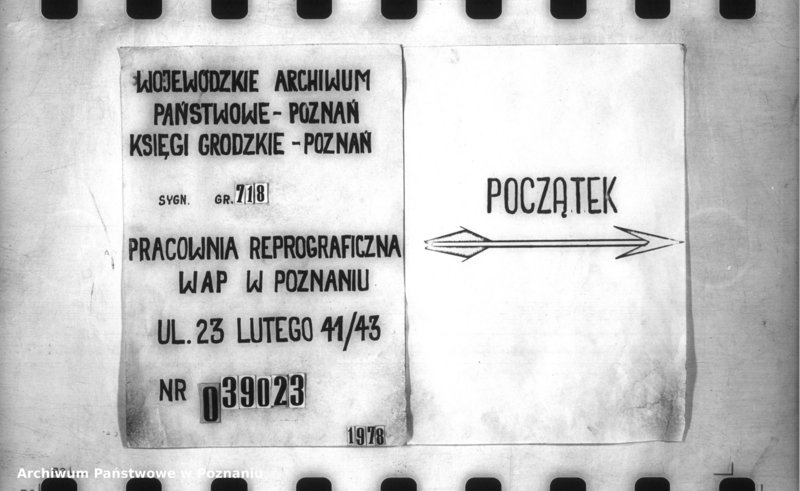 WOJEWÓDZKIE ARCHIWUM
PAŃSTWOWE - POZNAŃ
KSIĘGI GRODZKIE - POZNAŃ
SYGN. GR. 718
PRACOWNIA REPROGRAFICZNA
WAP W POZNANIU
UL. 23 LUTEGO 41/43
NR 039023
1978
POCZĄTEK
Archiwum Państwowe w Poznaniu